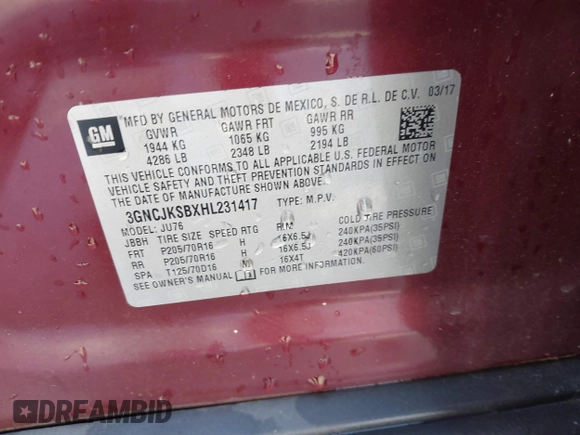 GM
MFD BY GENERAL MOTORS DE MEXICO, S. DE R.L. DE C.V. 03/17
GVWR GAWR FRT GAWR RR
1944 KG 1065 KG 995 KG
4286 LB 2348 LB 2194 LB
THIS VEHICLE CONFORMS TO ALL APPLICABLE U.S. FEDERAL MOTOR
VEHICLE SAFETY AND THEFT PREVENTION STANDARDS IN EFFECT ON
THE DATE OF MANUFACTURE SHOWN ABOVE.
3GNCJKSBXHL231417 TYPE: M.P.V.
MODEL: JU76
JBBH TIRE SIZE SPEED RTG RIM COLD TIRE PRESSURE
FRT P205/70R16 H 16X6.5J 240KPA(35PSI)
RR P205/70R16 H 16X6.5J 240KPA(35PSI)
SPA T125/70D16 M 16X4T 420KPA(60PSI)
SEE OWNER'S MANUAL FOR MORE INFORMATION.
DREAMBID